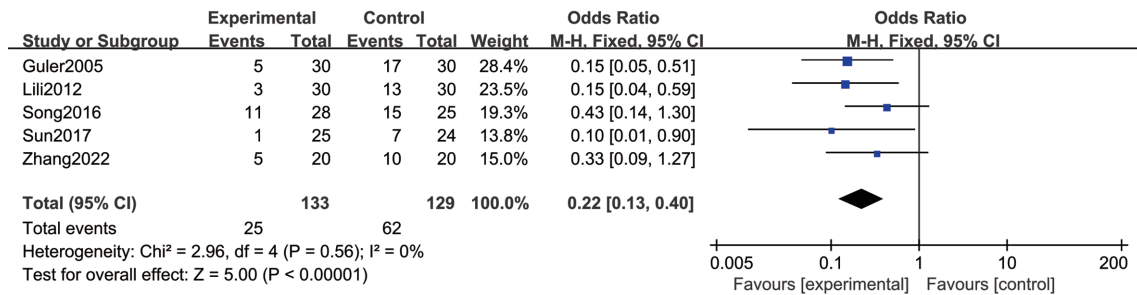 Experimental Control Odds Ratio Odds Ratio
Study or Subgroup Events Total Events Total Weight M-H, Fixed, 95% CI M-H, Fixed, 95% CI
Guler2005 5 30 17 30 28.4% 0.15 [0.05, 0.51]
Lili2012 3 30 13 30 23.5% 0.15 [0.04, 0.59]
Song2016 11 28 15 25 19.3% 0.43 [0.14, 1.30]
Sun2017 1 25 7 24 13.8% 0.10 [0.01, 0.90]
Zhang2022 5 20 10 20 15.0% 0.33 [0.09, 1.27]
Total (95% CI) 133 129 100.0% 0.22 [0.13, 0.40]
Total events 25 62
Heterogeneity: Chi² = 2.96, df = 4 (P = 0.56); I² = 0%
Test for overall effect: Z = 5.00 (P < 0.00001)
0.005 0.1 1 10 200
Favours [experimental] Favours [control]